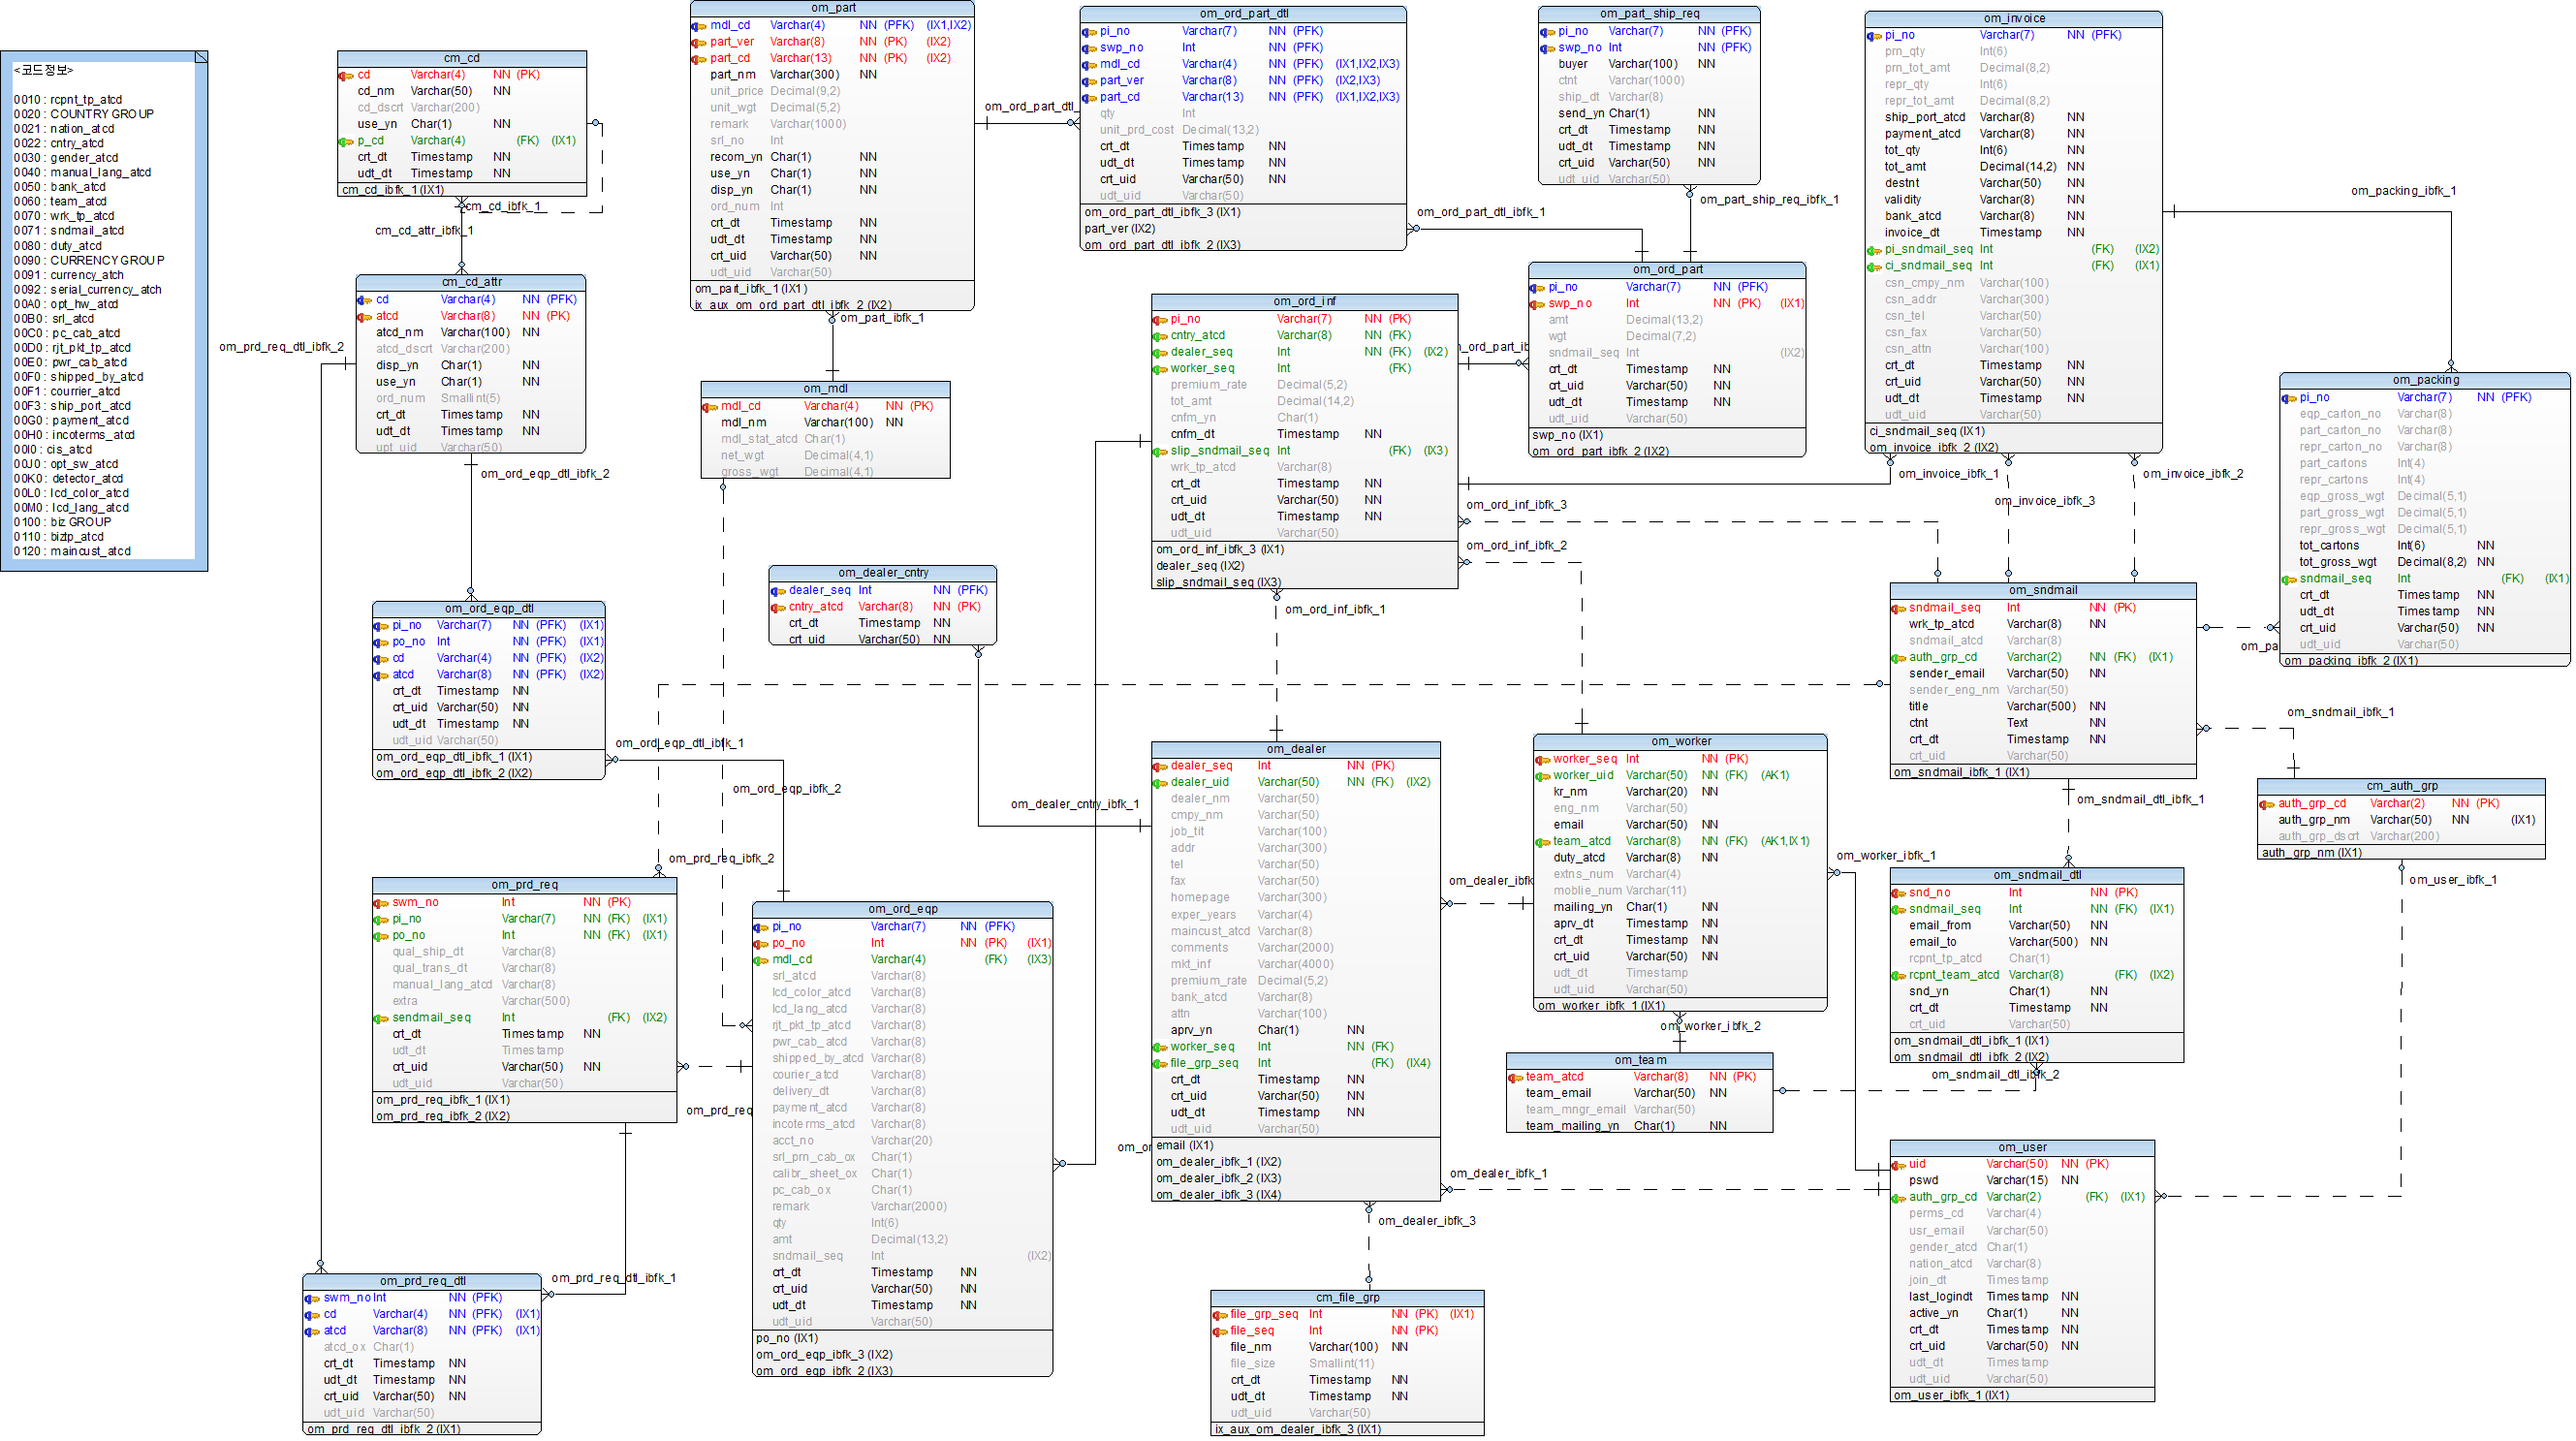 <코드정보>
0010 : rcpnt_tp_atcd
0020 : COUNTRY GROUP
0021 : nation_atcd
0022 : cntry_atcd
0030 : gender_atcd
0040 : manual_lang_atcd
0050 : bank_atcd
0060 : team_atcd
0070 : wrk_tp_atcd
0071 : sndmail_atcd
0080 : duty_atcd
0090 : CURRENCY GROUP
0091 : currency_atch
0092 : serial_currency_atch
00A0 : opt_hw_atcd
00B0 : srl_atcd
00C0 : pc_cab_atcd
00D0 : rjt_pkt_tp_atcd
00E0 : pwr_cab_atcd
00F0 : shipped_by_atcd
00F1 : courrier_atcd
00F3 : ship_port_atcd
00G0 : payment_atcd
00H0 : incoterms_atcd
00I0 : cis_atcd
00J0 : opt_sw_atcd
00K0 : detector_atcd
00L0 : lcd_color_atcd
00M0 : lcd_lang_atcd
0100 : biz GROUP
0110 : biztp_atcd
0120 : maincust_atcd
cm_cd
cd Varchar(4) NN (PK)
cd_nm Varchar(50) NN
cd_dscrt Varchar(200)
use_yn Char(1) NN
p_cd Varchar(4) (FK) (IX1)
crt_dt Timestamp NN
udt_dt Timestamp NN
cm_cd_ibfk_1 (IX1)
cm_cd_ibfk_1
cm_cd_attr_ibfk_1
cm_cd_attr
cd Varchar(4) NN (PFK)
atcd Varchar(8) NN (PK)
atcd_nm Varchar(100) NN
atcd_dscrt Varchar(200)
disp_yn Char(1) NN
use_yn Char(1) NN
ord_num Smallint(5)
crt_dt Timestamp NN
udt_dt Timestamp NN
upt_uid Varchar(50)
om_prd_req_dtl_ibfk_2
om_ord_eqp_dtl_ibfk_2
om_ord_eqp_dtl
pi_no Varchar(7) NN (PFK) (IX1)
po_no Int NN (PFK) (IX1)
cd Varchar(4) NN (PFK) (IX2)
atcd Varchar(8) NN (PFK) (IX2)
crt_dt Timestamp NN
crt_uid Varchar(50) NN
udt_dt Timestamp NN
udt_uid Varchar(50)
om_ord_eqp_dtl_ibfk_1 (IX1)
om_ord_eqp_dtl_ibfk_2 (IX2)
om_ord_eqp_dtl_ibfk_1
om_ord_eqp_ibfk_2
om_prd_req_ibfk_2
om_prd_req
swm_no Int NN (PK)
pi_no Varchar(7) NN (FK) (IX1)
po_no Int NN (FK) (IX1)
qual_ship_dt Varchar(8)
qual_trans_dt Varchar(8)
manual_lang_atcd Varchar(8)
extra Varchar(500)
sendmail_seq Int (FK) (IX2)
crt_dt Timestamp NN
udt_dt Timestamp
crt_uid Varchar(50) NN
udt_uid Varchar(50)
om_prd_req_ibfk_1 (IX1)
om_prd_req_ibfk_2 (IX2)
om_prd_req
om_prd_req_dtl_ibfk_1
om_prd_req_dtl
swm_no Int NN (PFK)
cd Varchar(4) NN (PFK) (IX1)
atcd Varchar(8) NN (PFK) (IX1)
atcd_ox Char(1)
crt_dt Timestamp NN
udt_dt Timestamp NN
crt_uid Varchar(50) NN
udt_uid Varchar(50)
om_prd_req_dtl_ibfk_2 (IX1)
om_part
mdl_cd Varchar(4) NN (PFK) (IX1,IX2)
part_ver Varchar(8) NN (PK) (IX2)
part_cd Varchar(13) NN (PK) (IX2)
part_nm Varchar(300) NN
unit_price Decimal(9,2)
unit_wgt Decimal(5,2)
remark Varchar(1000)
srl_no Int
recom_yn Char(1) NN
use_yn Char(1) NN
disp_yn Char(1) NN
ord_num Int
crt_dt Timestamp NN
udt_dt Timestamp NN
crt_uid Varchar(50) NN
udt_uid Varchar(50)
om_part_ibfk_1 (IX1)
ix_aux_om_ord_part_dtl_ibfk_2 (IX2)
om_part_ibfk_1
om_mdl
mdl_cd Varchar(4) NN (PK)
mdl_nm Varchar(100) NN
mdl_stat_atcd Char(1)
net_wgt Decimal(4,1)
gross_wgt Decimal(4,1)
om_dealer_cntry
dealer_seq Int NN (PFK)
cntry_atcd Varchar(8) NN (PK)
crt_dt Timestamp NN
crt_uid Varchar(50) NN
om_dealer_cntry_ibfk_1
om_ord_eqp
pi_no Varchar(7) NN (PFK)
po_no Int NN (PK) (IX1)
mdl_cd Varchar(4) (FK) (IX3)
srl_atcd Varchar(8)
lcd_color_atcd Varchar(8)
lcd_lang_atcd Varchar(8)
rjt_pkt_tp_atcd Varchar(8)
pwr_cab_atcd Varchar(8)
shipped_by_atcd Varchar(8)
courier_atcd Varchar(8)
delivery_dt Varchar(8)
payment_atcd Varchar(8)
incoterms_atcd Varchar(8)
acct_no Varchar(20)
srl_prn_cab_ox Char(1)
calibr_sheet_ox Char(1)
pc_cab_ox Char(1)
remark Varchar(2000)
qty Int(6)
amt Decimal(13,2)
sndmail_seq Int (IX2)
crt_dt Timestamp NN
crt_uid Varchar(50) NN
udt_dt Timestamp NN
udt_uid Varchar(50)
po_no (IX1)
om_ord_eqp_ibfk_3 (IX2)
om_ord_eqp_ibfk_2 (IX3)
om_or
om_ord_part_dtl_
om_ord_part_dtl
pi_no Varchar(7) NN (PFK)
swp_no Int NN (PFK)
mdl_cd Varchar(4) NN (PFK) (IX1,IX2,IX3)
part_ver Varchar(8) NN (PFK) (IX2,IX3)
part_cd Varchar(13) NN (PFK) (IX1,IX2,IX3)
qty Int
unit_prd_cost Decimal(13,2)
crt_dt Timestamp NN
udt_dt Timestamp NN
crt_uid Varchar(50) NN
udt_uid Varchar(50)
om_ord_part_dtl_ibfk_3 (IX1)
part_ver (IX2)
om_ord_part_dtl_ibfk_2 (IX3)
om_ord_part_dtl_ibfk_1
om_ord_inf
pi_no Varchar(7) NN (PK)
cntry_atcd Varchar(8) NN (FK)
dealer_seq Int NN (FK) (IX2)
worker_seq Int (FK)
premium_rate Decimal(5,2)
tot_amt Decimal(14,2)
cnfm_yn Char(1)
cnfm_dt Timestamp NN
slip_sndmail_seq Int (FK) (IX3)
wrk_tp_atcd Varchar(8)
crt_dt Timestamp NN
crt_uid Varchar(50) NN
udt_dt Timestamp NN
udt_uid Varchar(50)
om_ord_inf_ibfk_3 (IX1)
dealer_seq (IX2)
slip_sndmail_seq (IX3)
om_ord_inf_ibfk_3
om_ord_inf_ibfk_2
om_ord_inf_ibfk_1
om_part_ship_req
pi_no Varchar(7) NN (PFK)
swp_no Int NN (PFK)
buyer Varchar(100) NN
ctnt Varchar(1000)
ship_dt Varchar(8)
send_yn Char(1) NN
crt_dt Timestamp NN
udt_dt Timestamp NN
crt_uid Varchar(50) NN
udt_uid Varchar(50)
om_part_ship_req_ibfk_1
om_ord_part
pi_no Varchar(7) NN (PFK)
swp_no Int NN (PK) (IX1)
amt Decimal(13,2)
wgt Decimal(7,2)
sndmail_seq Int (IX2)
crt_dt Timestamp NN
crt_uid Varchar(50) NN
udt_dt Timestamp NN
udt_uid Varchar(50)
swp_no (IX1)
om_ord_part_ibfk_2 (IX2)
om_dealer
dealer_seq Int NN (PK)
dealer_uid Varchar(50) NN (FK) (IX2)
dealer_nm Varchar(50)
cmpy_nm Varchar(50)
job_tit Varchar(100)
addr Varchar(300)
tel Varchar(50)
fax Varchar(50)
homepage Varchar(300)
exper_years Varchar(4)
maincust_atcd Varchar(8)
comments Varchar(2000)
mkt_inf Varchar(4000)
premium_rate Decimal(5,2)
bank_atcd Varchar(8)
attn Varchar(100)
aprv_yn Char(1) NN
worker_seq Int NN (FK)
file_grp_seq Int (FK) (IX4)
crt_dt Timestamp NN
crt_uid Varchar(50) NN
udt_dt Timestamp NN
udt_uid Varchar(50)
email (IX1)
om_dealer_ibfk_1 (IX2)
om_dealer_ibfk_2 (IX3)
om_dealer_ibfk_3 (IX4)
om_dealer_ibfk
om_dealer_ibfk_1
om_dealer_ibfk_3
cm_file_grp
file_grp_seq Int NN (PK) (IX1)
file_seq Int NN (PK)
file_nm Varchar(100) NN
file_size Smallint(11)
crt_dt Timestamp NN
udt_dt Timestamp NN
udt_uid Varchar(50)
ix_aux_om_dealer_ibfk_3 (IX1)
om_worker
worker_seq Int NN (PK)
worker_uid Varchar(50) NN (FK) (AK1)
kr_nm Varchar(20) NN
eng_nm Varchar(50)
email Varchar(50) NN
team_atcd Varchar(8) NN (FK) (AK1,IX1)
duty_atcd Varchar(8) NN
extns_num Varchar(4)
moblie_num Varchar(11)
mailing_yn Char(1) NN
aprv_dt Timestamp NN
crt_dt Timestamp NN
crt_uid Varchar(50) NN
udt_dt Timestamp
udt_uid Varchar(50)
om_worker_ibfk_1 (IX1)
om_worker_ibfk_1
om_worker_ibfk_2
om_team
team_atcd Varchar(8) NN (PK)
team_email Varchar(50) NN
team_mngr_email Varchar(50)
team_mailing_yn Char(1) NN
om_invoice
pi_no Varchar(7) NN (PFK)
prn_qty Int(6)
prn_tot_amt Decimal(8,2)
repr_qty Int(6)
repr_tot_amt Decimal(8,2)
ship_port_atcd Varchar(8) NN
payment_atcd Varchar(8) NN
tot_qty Int(6) NN
tot_amt Decimal(14,2) NN
destnt Varchar(50) NN
validity Varchar(8) NN
bank_atcd Varchar(8) NN
invoice_dt Timestamp NN
pi_sndmail_seq Int (FK) (IX2)
ci_sndmail_seq Int (FK) (IX1)
csn_cmpy_nm Varchar(100)
csn_addr Varchar(300)
csn_tel Varchar(50)
csn_fax Varchar(50)
csn_attn Varchar(100)
crt_dt Timestamp NN
crt_uid Varchar(50) NN
udt_dt Timestamp NN
udt_uid Varchar(50)
ci_sndmail_seq (IX1)
om_invoice_ibfk_2 (IX2)
om_invoice_ibfk_1
om_invoice_ibfk_3
om_invoice_ibfk_2
om_packing_ibfk_1
om_packing
pi_no Varchar(7) NN (PFK)
eqp_carton_no Varchar(8)
part_carton_no Varchar(8)
repr_carton_no Varchar(8)
part_cartons Int(4)
repr_cartons Int(4)
eqp_gross_wgt Decimal(5,1)
part_gross_wgt Decimal(5,1)
repr_gross_wgt Decimal(5,1)
tot_cartons Int(6) NN
tot_gross_wgt Decimal(8,2) NN
sndmail_seq Int (FK) (IX1)
crt_dt Timestamp NN
udt_dt Timestamp NN
crt_uid Varchar(50) NN
udt_uid Varchar(50)
om_packing_ibfk_2 (IX1)
om_pa
om_sndmail
sndmail_seq Int NN (PK)
wrk_tp_atcd Varchar(8) NN
sndmail_atcd Varchar(8)
auth_grp_cd Varchar(2) NN (FK) (IX1)
sender_email Varchar(50) NN
sender_eng_nm Varchar(50)
title Varchar(500) NN
ctnt Text NN
crt_dt Timestamp NN
crt_uid Varchar(50)
om_sndmail_ibfk_1 (IX1)
om_sndmail_ibfk_1
om_sndmail_dtl_ibfk_1
cm_auth_grp
auth_grp_cd Varchar(2) NN (PK)
auth_grp_nm Varchar(50) NN (IX1)
auth_grp_dscrt Varchar(200)
auth_grp_nm (IX1)
om_user_ibfk_1
om_sndmail_dtl
snd_no Int NN (PK)
sndmail_seq Int NN (FK) (IX1)
email_from Varchar(50) NN
email_to Varchar(500) NN
rcpnt_tp_atcd Char(1)
rcpnt_team_atcd Varchar(8) (FK) (IX2)
snd_yn Char(1) NN
crt_dt Timestamp NN
crt_uid Varchar(50)
om_sndmail_dtl_ibfk_1 (IX1)
om_sndmail_dtl_ibfk_2 (IX2)
om_sndmail_dtl_ibfk_2
om_user
uid Varchar(50) NN (PK)
pswd Varchar(15) NN
auth_grp_cd Varchar(2) (FK) (IX1)
perms_cd Varchar(4)
usr_email Varchar(50)
gender_atcd Char(1)
nation_atcd Varchar(8)
join_dt Timestamp
last_logindt Timestamp NN
active_yn Char(1) NN
crt_dt Timestamp NN
crt_uid Varchar(50) NN
udt_dt Timestamp
udt_uid Varchar(50)
om_user_ibfk_1 (IX1)